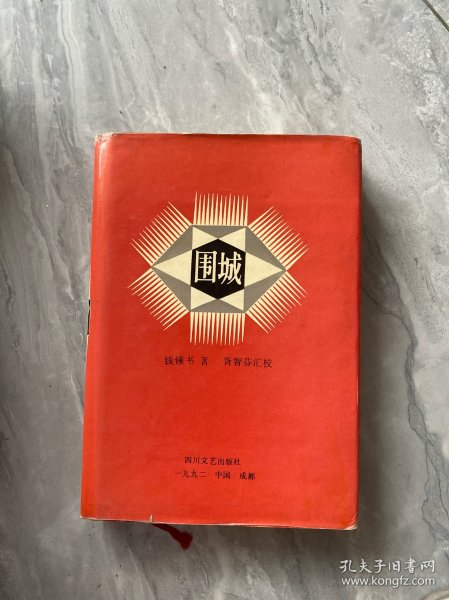 围城
钱锺书 著 胥智芬汇校
四川文艺出版社
一九九二 中国 成都
孔夫子旧书网
www.kongfz.com